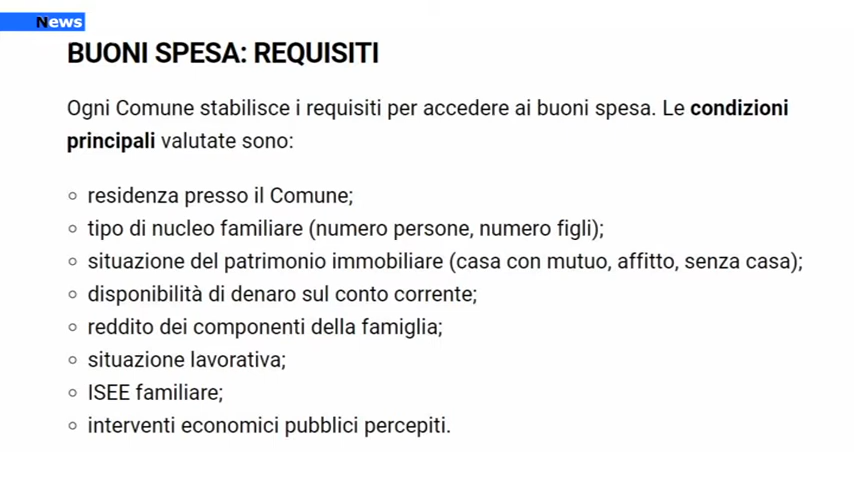 News
BUONI SPESA: REQUISITI
Ogni Comune stabilisce i requisiti per accedere ai buoni spesa. Le condizioni
principali valutate sono:
residenza presso il Comune;
tipo di nucleo familiare (numero persone, numero figli);
situazione del patrimonio immobiliare (casa con mutuo, affitto, senza casa);
disponibilità di denaro sul conto corrente;
reddito dei componenti della famiglia;
situazione lavorativa;
ISEE familiare;
interventi economici pubblici percepiti.